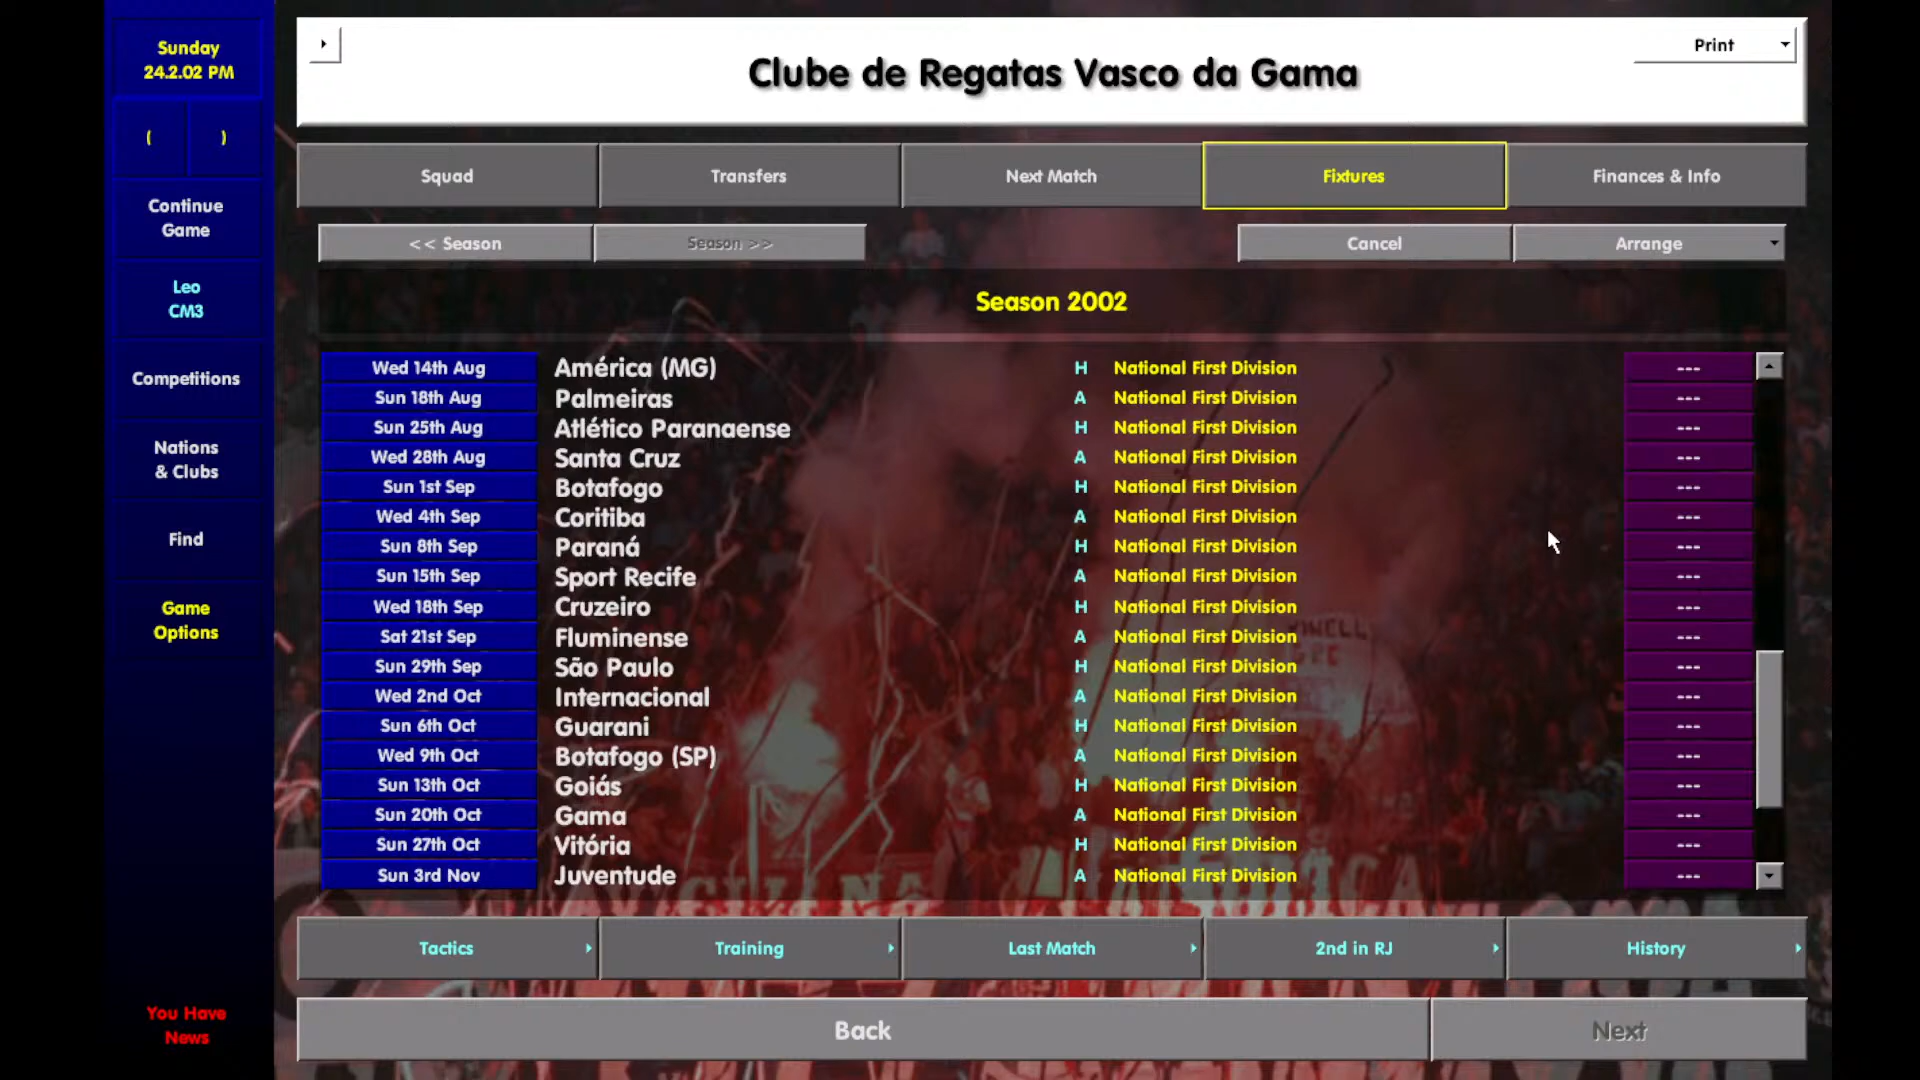 Sunday
24.2.02 PM
( )
Continue
Game
Leo
CM3
Competitions
Nations
& Clubs
Find
Game
Options
You Have
News
Clube de Regatas Vasco da Gama
Print
Squad
Transfers
Next Match
Fixtures
Finances & Info
<< Season
Season >>
Cancel
Arrange
Season 2002
Wed 14th Aug América (MG) H National First Division ---
Sun 18th Aug Palmeiras A National First Division ---
Sun 25th Aug Atlético Paranaense H National First Division ---
Wed 28th Aug Santa Cruz A National First Division ---
Sun 1st Sep Botafogo H National First Division ---
Wed 4th Sep Coritiba A National First Division ---
Sun 8th Sep Paraná H National First Division ---
Sun 15th Sep Sport Recife A National First Division ---
Wed 18th Sep Cruzeiro H National First Division ---
Sat 21st Sep Fluminense A National First Division ---
Sun 29th Sep São Paulo H National First Division ---
Wed 2nd Oct Internacional A National First Division ---
Sun 6th Oct Guarani H National First Division ---
Wed 9th Oct Botafogo (SP) A National First Division ---
Sun 13th Oct Goiás H National First Division ---
Sun 20th Oct Gama A National First Division ---
Sun 27th Oct Vitória H National First Division ---
Sun 3rd Nov Juventude A National First Division ---
Tactics
Training
Last Match
2nd in RJ
History
Back
Next